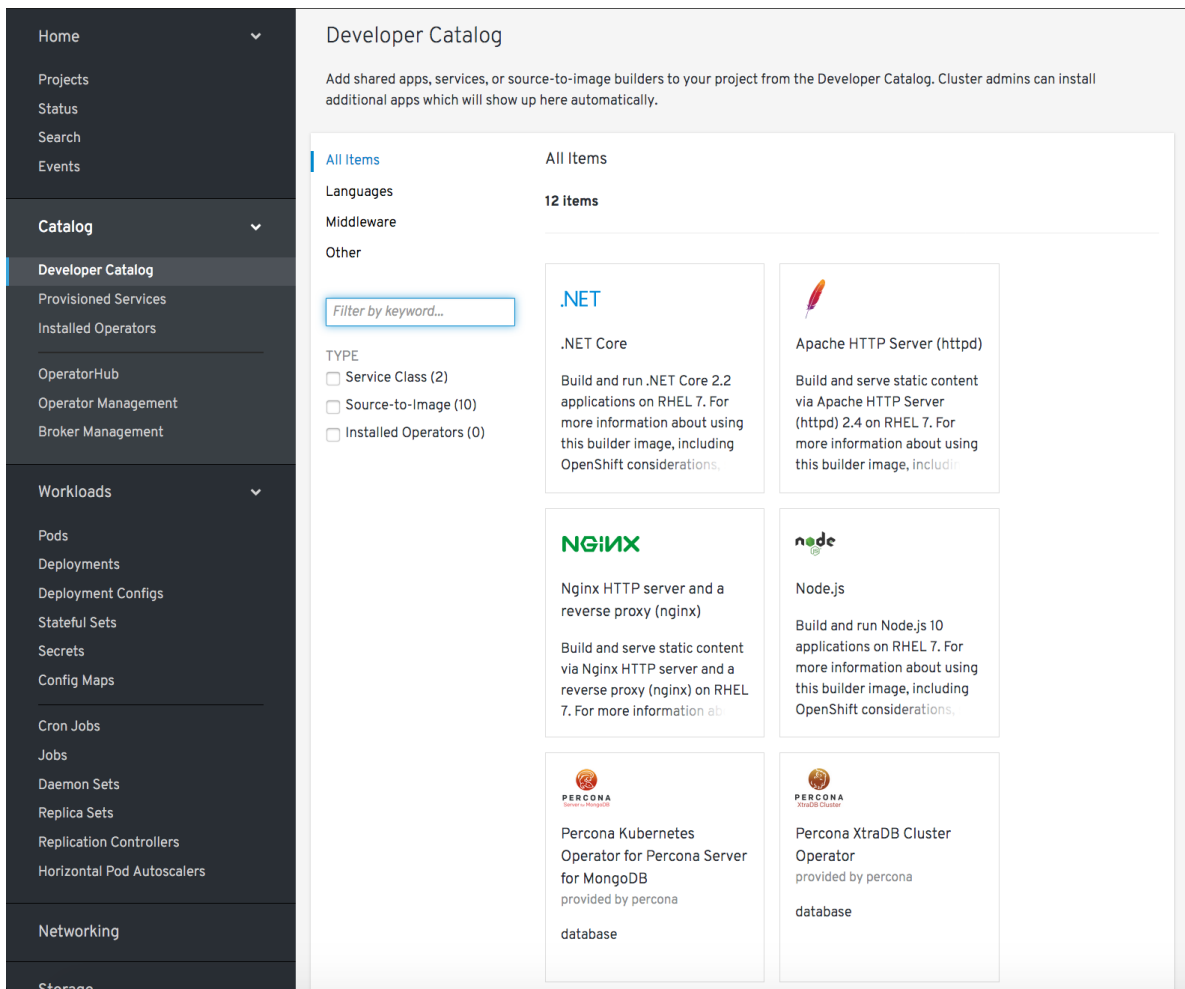 Home
Projects
Status
Search
Events
Catalog
Developer Catalog
Provisioned Services
Installed Operators
OperatorHub
Operator Management
Broker Management
Workloads
Pods
Deployments
Deployment Configs
Stateful Sets
Secrets
Config Maps
Cron Jobs
Jobs
Daemon Sets
Replica Sets
Replication Controllers
Horizontal Pod Autoscalers
Networking
Storage
Developer Catalog
Add shared apps, services, or source-to-image builders to your project from the Developer Catalog. Cluster admins can install
additional apps which will show up here automatically.
All Items
Languages
Middleware
Other
Filter by keyword...
TYPE
Service Class (2)
Source-to-Image (10)
Installed Operators (0)
All Items
12 items
.NET
.NET Core
Build and run .NET Core 2.2
applications on RHEL 7. For
more information about using
this builder image, including
OpenShift considerations,
Apache HTTP Server (httpd)
Build and serve static content
via Apache HTTP Server
(httpd) 2.4 on RHEL 7. For
more information about using
this builder image, includin
NGINX
Nginx HTTP server and a
reverse proxy (nginx)
Build and serve static content
via Nginx HTTP server and a
reverse proxy (nginx) on RHEL
7. For more information ab
node
JS
Node.js
Build and run Node.js 10
applications on RHEL 7. For
more information about using
this builder image, including
OpenShift considerations,
PERCONA
Server for MongoDB
Percona Kubernetes
Operator for Percona Server
for MongoDB
provided by percona
database
PERCONA
XtraDB Cluster
Percona XtraDB Cluster
Operator
provided by percona
database